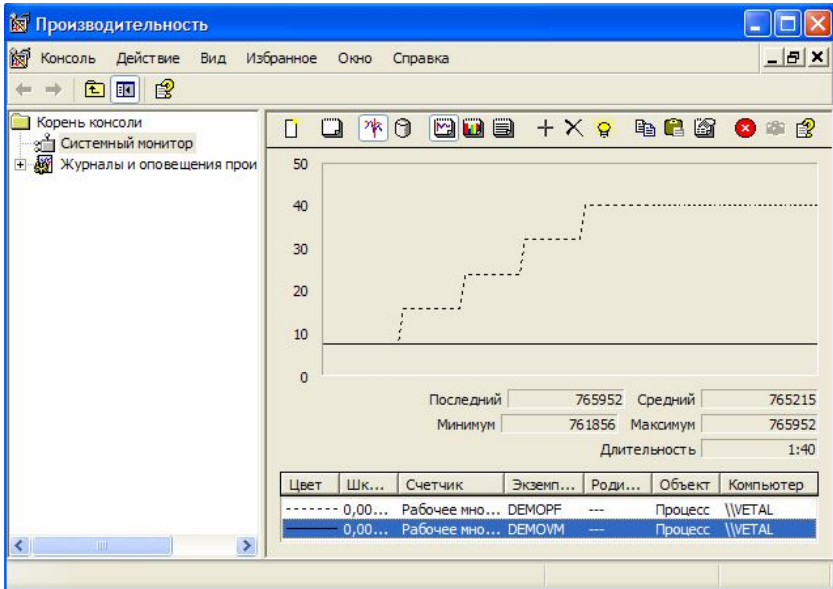 Производительность
Консоль Действие Вид Избранное Окно Справка
Корень консоли
Системный монитор
Журналы и оповещения прои
50
40
30
20
10
0
Последний 765952 Средний 765215
Минимум 761856 Максимум 765952
Длительность 1:40
Цвет Шк... Счетчик Экземп... Роди... Объект Компьютер
0,00... Рабочее мно... DEMOPF --- Процесс \\VETAL
0,00... Рабочее мно... DEMOVM --- Процесс \\VETAL